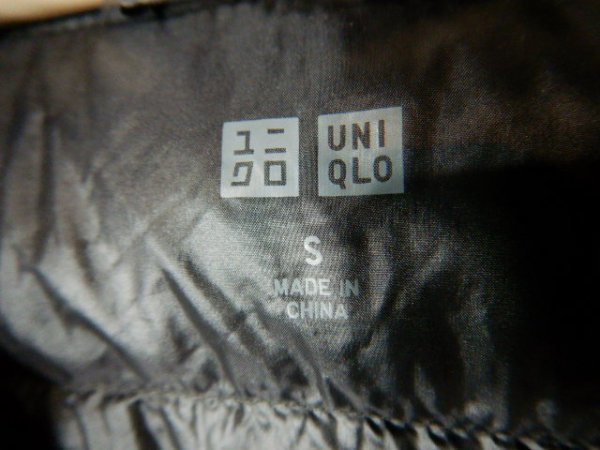 ユニ
クロ
UNI
QLO
S
MADE IN
CHINA